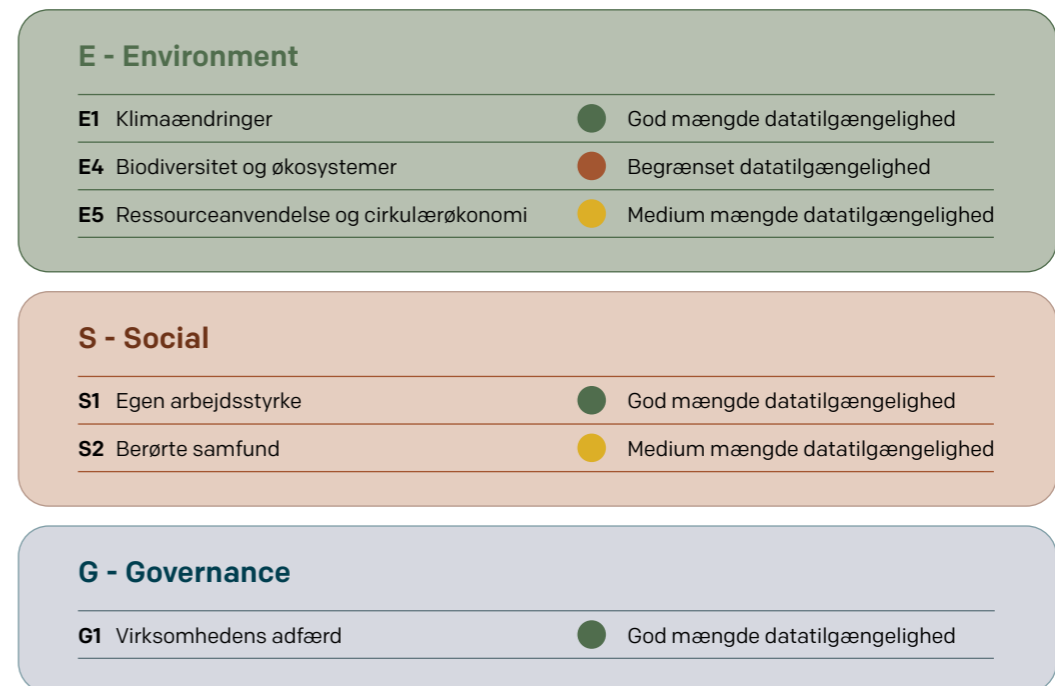 E - Environment
E1 Klimaændringer God mængde datatilgængelighed
E4 Biodiversitet og økosystemer Begrænset datatilgængelighed
E5 Ressourceanvendelse og cirkulærøkonomi Medium mængde datatilgængelighed
S - Social
S1 Egen arbejdsstyrke God mængde datatilgængelighed
S2 Berørte samfund Medium mængde datatilgængelighed
G - Governance
G1 Virksomhedens adfærd God mængde datatilgængelighed